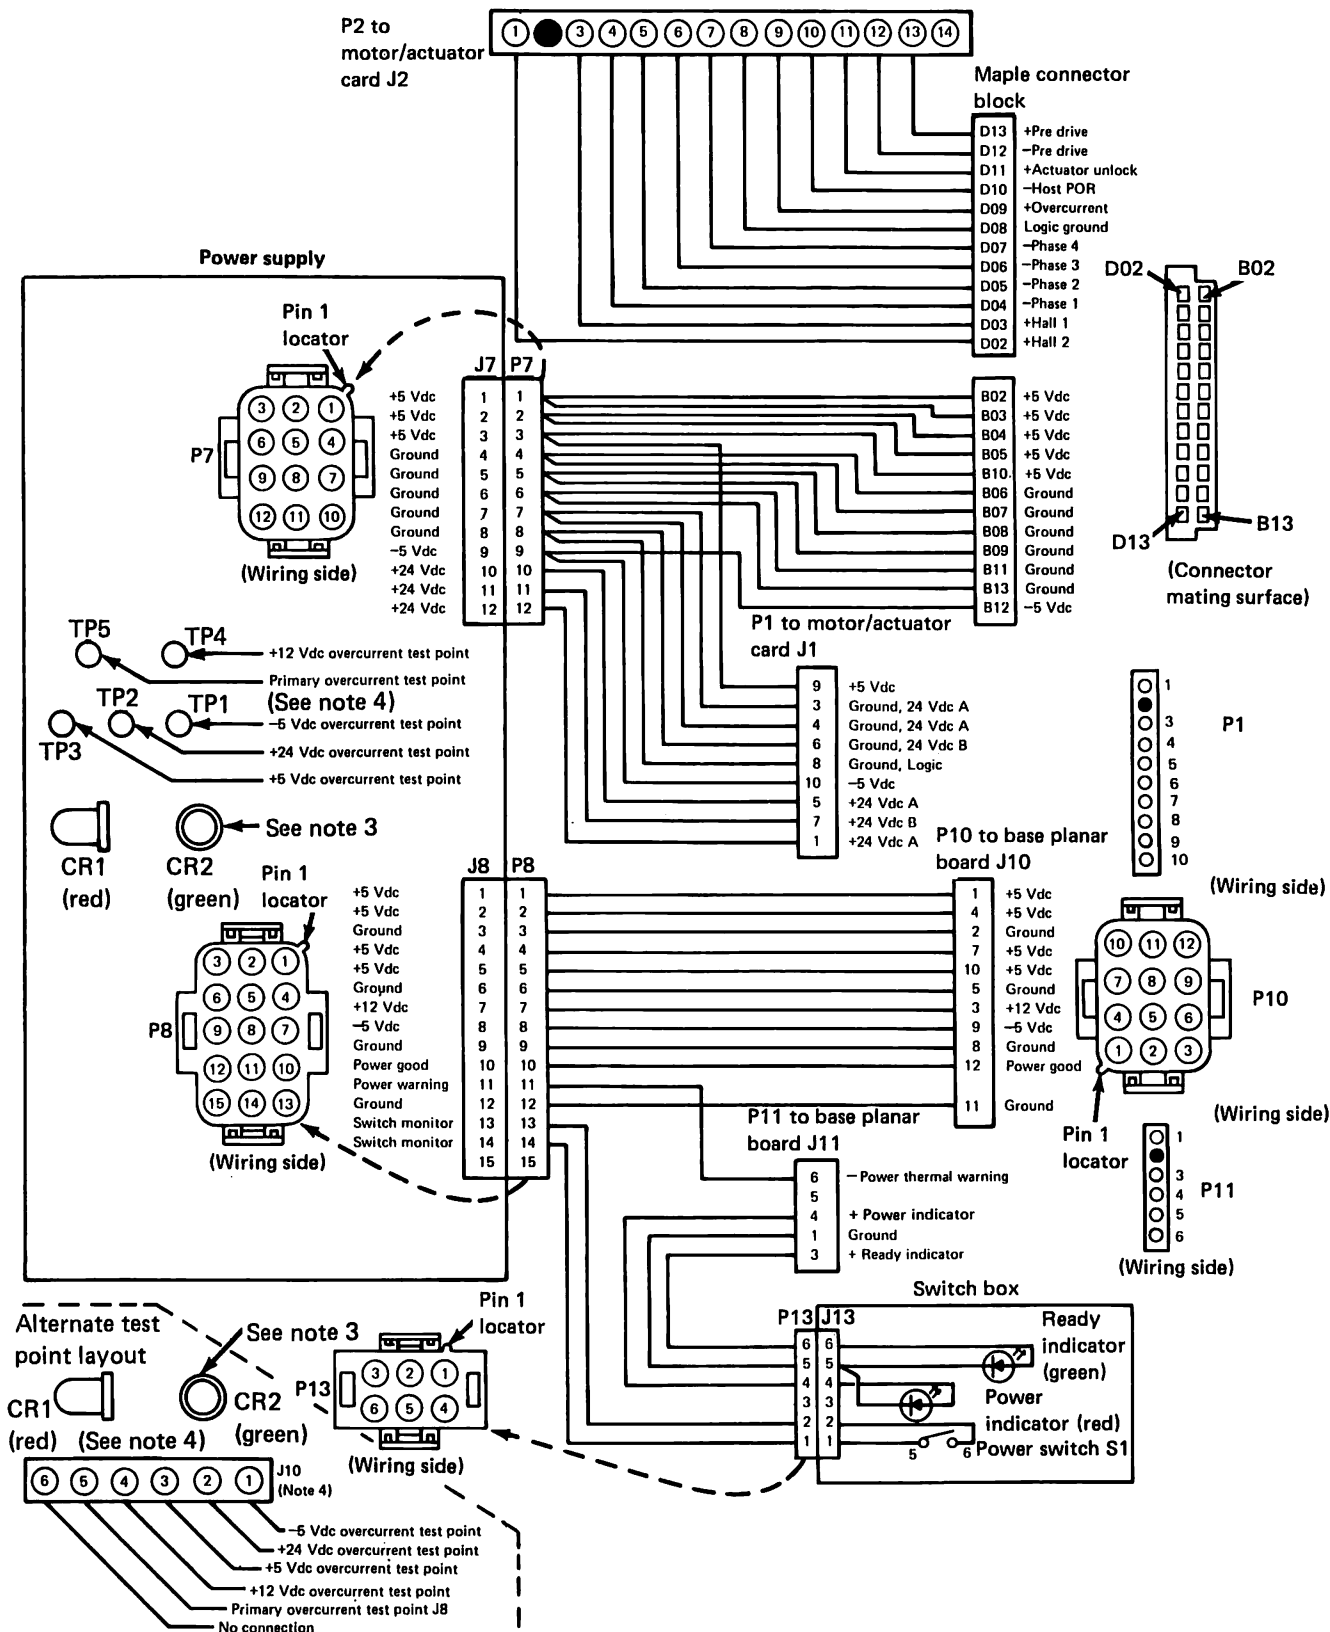 P2 to
motor/actuator
card J2
1 3 4 5 6 7 8 9 10 11 12 13 14
Maple connector
block
D13 +Pre drive
D12 −Pre drive
D11 +Actuator unlock
D10 −Host POR
D09 +Overcurrent
D08 Logic ground
D07 −Phase 4
D06 −Phase 3
D05 −Phase 2
D04 −Phase 1
D03 +Hall 1
D02 +Hall 2
D02 B02
D13 B13
(Connector
mating surface)
Power supply
Pin 1
locator
3 2 1
6 5 4
9 8 7
12 11 10
P7
(Wiring side)
J7 P7
+5 Vdc 1 1
+5 Vdc 2 2
+5 Vdc 3 3
Ground 4 4
Ground 5 5
Ground 6 6
Ground 7 7
Ground 8 8
−5 Vdc 9 9
+24 Vdc 10 10
+24 Vdc 11 11
+24 Vdc 12 12
B02 +5 Vdc
B03 +5 Vdc
B04 +5 Vdc
B05 +5 Vdc
B10. +5 Vdc
B06 Ground
B07 Ground
B08 Ground
B09 Ground
B11 Ground
B13 Ground
B12 −5 Vdc
P1 to motor/actuator
card J1
9 +5 Vdc
3 Ground, 24 Vdc A
4 Ground, 24 Vdc A
6 Ground, 24 Vdc B
8 Ground, Logic
10 −5 Vdc
5 +24 Vdc A
7 +24 Vdc B
1 +24 Vdc A
1
3
4
5
6
7
8
9
10
P1
(Wiring side)
TP5 TP4
+12 Vdc overcurrent test point
Primary overcurrent test point
TP2 TP1 (See note 4)
−5 Vdc overcurrent test point
TP3
+24 Vdc overcurrent test point
+5 Vdc overcurrent test point
See note 3
CR1
(red)
CR2
(green)
Pin 1
locator
3 2 1
6 5 4
9 8 7
12 11 10
15 14 13
P8
(Wiring side)
J8 P8
+5 Vdc 1 1
+5 Vdc 2 2
Ground 3 3
+5 Vdc 4 4
+5 Vdc 5 5
Ground 6 6
+12 Vdc 7 7
−5 Vdc 8 8
Ground 9 9
Power good 10 10
Power warning 11 11
Ground 12 12
Switch monitor 13 13
Switch monitor 14 14
15 15
P10 to base planar
board J10
1 +5 Vdc
4 +5 Vdc
2 Ground
7 +5 Vdc
10 +5 Vdc
5 Ground
3 +12 Vdc
9 −5 Vdc
8 Ground
12 Power good
11 Ground
10 11 12
7 8 9
4 5 6
1 2 3
P10
(Wiring side)
Pin 1
locator
P11 to base planar
board J11
6 − Power thermal warning
5
4 + Power indicator
1 Ground
3 + Ready indicator
1
3
4
5
6
P11
(Wiring side)
Switch box
P13 J13
6 6
5 5
4 4
3 3
2 2
1 1
Ready
indicator
(green)
Power
indicator (red)
5 6 Power switch S1
Alternate test
point layout
See note 3
CR1
(red)
CR2
(green)
(See note 4)
Pin 1
locator
3 2 1
6 5 4
P13
(Wiring side)
6 5 4 3 2 1
J10
(Note 4)
−5 Vdc overcurrent test point
+24 Vdc overcurrent test point
+5 Vdc overcurrent test point
+12 Vdc overcurrent test point
Primary overcurrent test point J8
No connection